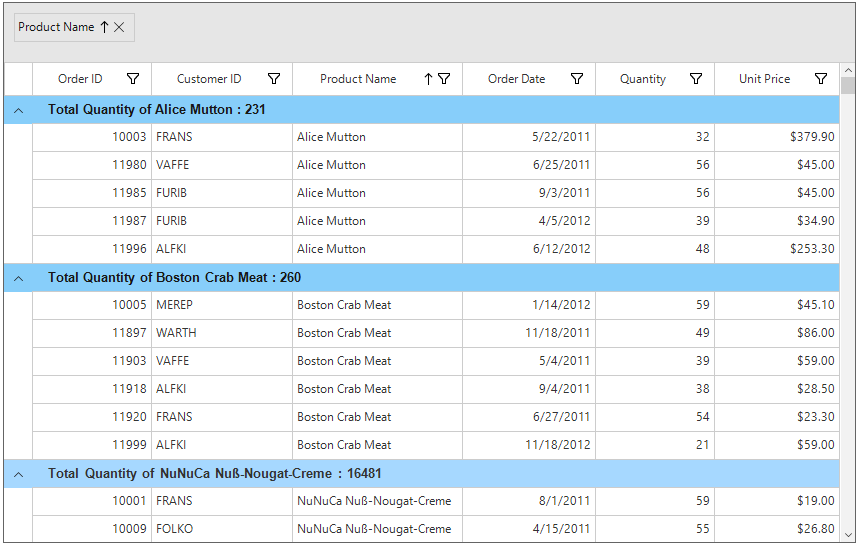 Product Name
Order ID Customer ID Product Name Order Date Quantity Unit Price
Total Quantity of Alice Mutton : 231
10003 FRANS Alice Mutton 5/22/2011 32 $379.90
11980 VAFFE Alice Mutton 6/25/2011 56 $45.00
11985 FURIB Alice Mutton 9/3/2011 56 $45.00
11987 FURIB Alice Mutton 4/5/2012 39 $34.90
11996 ALFKI Alice Mutton 6/12/2012 48 $253.30
Total Quantity of Boston Crab Meat : 260
10005 MEREP Boston Crab Meat 1/14/2012 59 $45.10
11897 WARTH Boston Crab Meat 11/18/2011 49 $86.00
11903 VAFFE Boston Crab Meat 5/4/2011 39 $59.00
11918 ALFKI Boston Crab Meat 9/4/2011 38 $28.50
11920 FRANS Boston Crab Meat 6/27/2011 54 $23.30
11999 ALFKI Boston Crab Meat 11/18/2012 21 $59.00
Total Quantity of NuNuCa Nuß-Nougat-Creme : 16481
10001 FRANS NuNuCa Nuß-Nougat-Creme 8/1/2011 59 $19.00
10009 FOLKO NuNuCa Nuß-Nougat-Creme 4/15/2011 55 $26.80